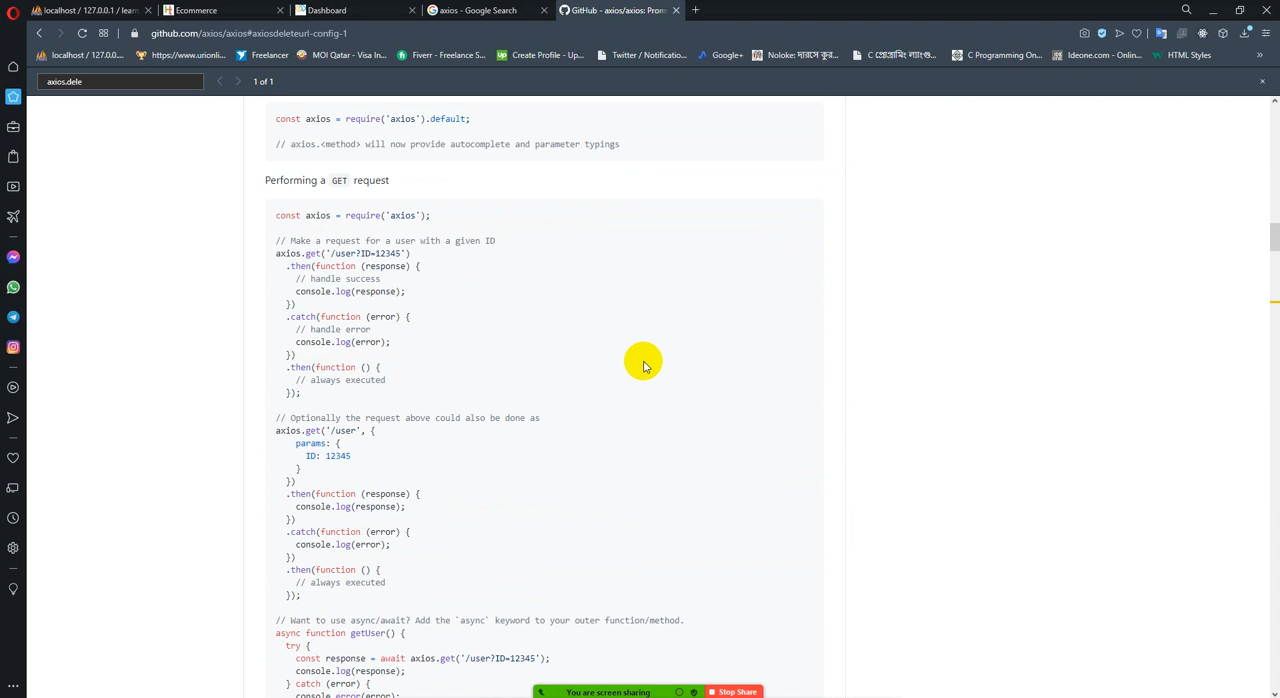 localhost / 127.0.0.1 / learn
Ecommerce
Dashboard
axios - Google Search
GitHub - axios/axios: Prom
github.com/axios/axios#axiosdeleteurl-config-1
localhost / 127.0.0....
https://www.urionli...
Freelancer
MOI Qatar - Visa In...
Fiverr - Freelance S...
Create Profile - Up...
Twitter / Notificatio...
Google+
C Programming On...
Ideone.com - Onlin...
HTML Styles
axios.dele
1 of 1
const axios = require('axios').default;
// axios.<method> will now provide autocomplete and parameter typings
Performing a GET request
const axios = require('axios');
// Make a request for a user with a given ID
axios.get('/user?ID=12345')
.then(function (response) {
// handle success
console.log(response);
})
.catch(function (error) {
// handle error
console.log(error);
})
.then(function () {
// always executed
});
// Optionally the request above could also be done as
axios.get('/user', {
params: {
ID: 12345
}
})
.then(function (response) {
console.log(response);
})
.catch(function (error) {
console.log(error);
})
.then(function () {
// always executed
});
// Want to use async/await? Add the `async` keyword to your outer function/method.
async function getUser() {
try {
const response = await axios.get('/user?ID=12345');
console.log(response);
} catch (error) {
console.error(error);
You are screen sharing
Stop Share